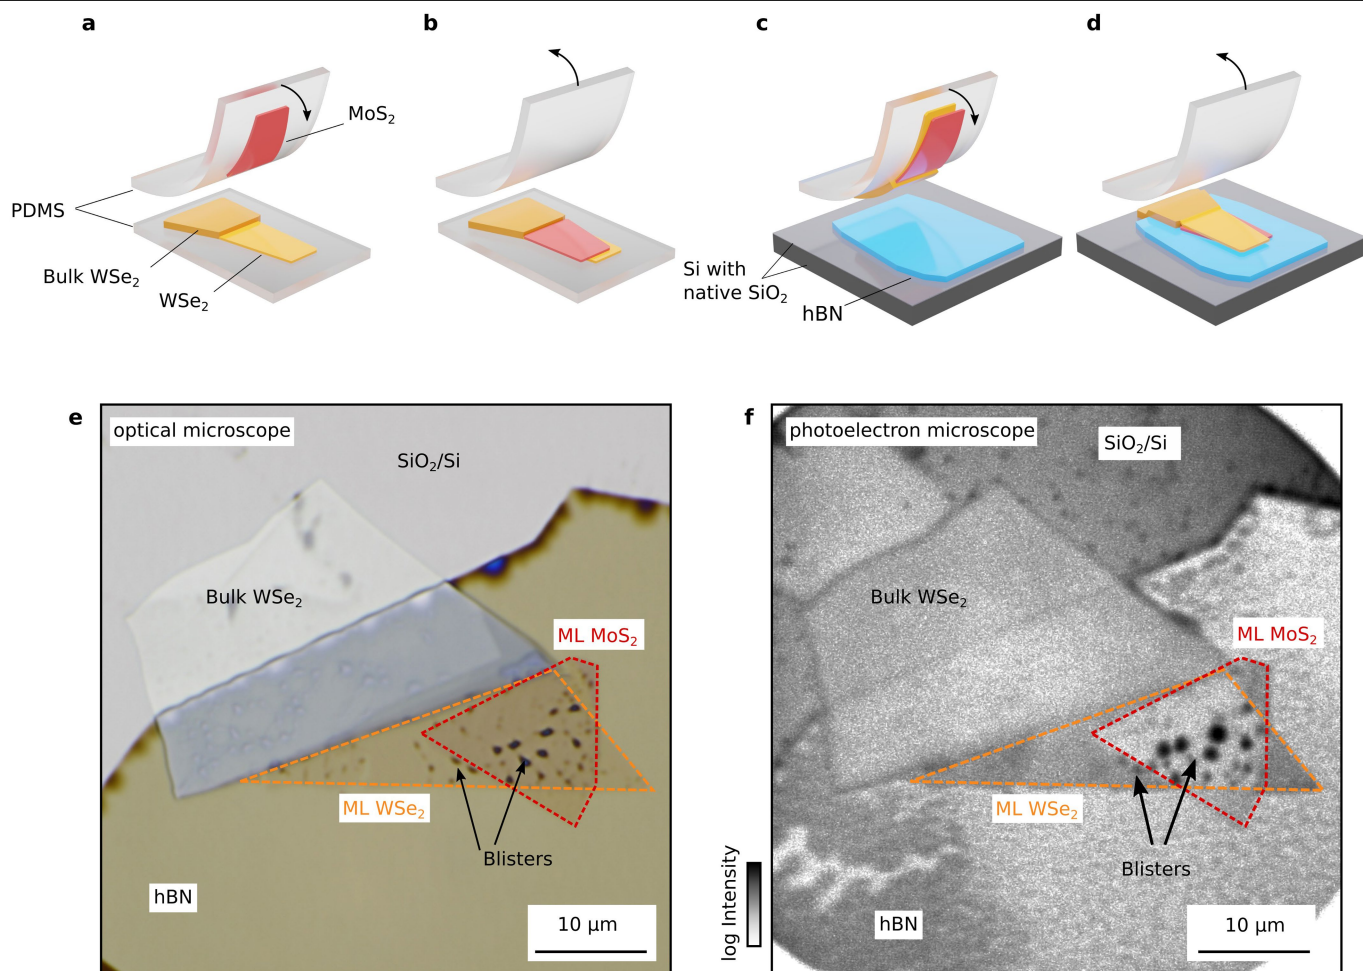 a
b
c
d
MoS₂
PDMS
Bulk WSe₂
WSe₂
Si with
native SiO₂
hBN
e
optical microscope
SiO₂/Si
Bulk WSe₂
ML MoS₂
ML WSe₂
Blisters
hBN
10 μm
f
photoelectron microscope
SiO₂/Si
Bulk WSe₂
ML MoS₂
ML WSe₂
Blisters
hBN
10 μm
log Intensity